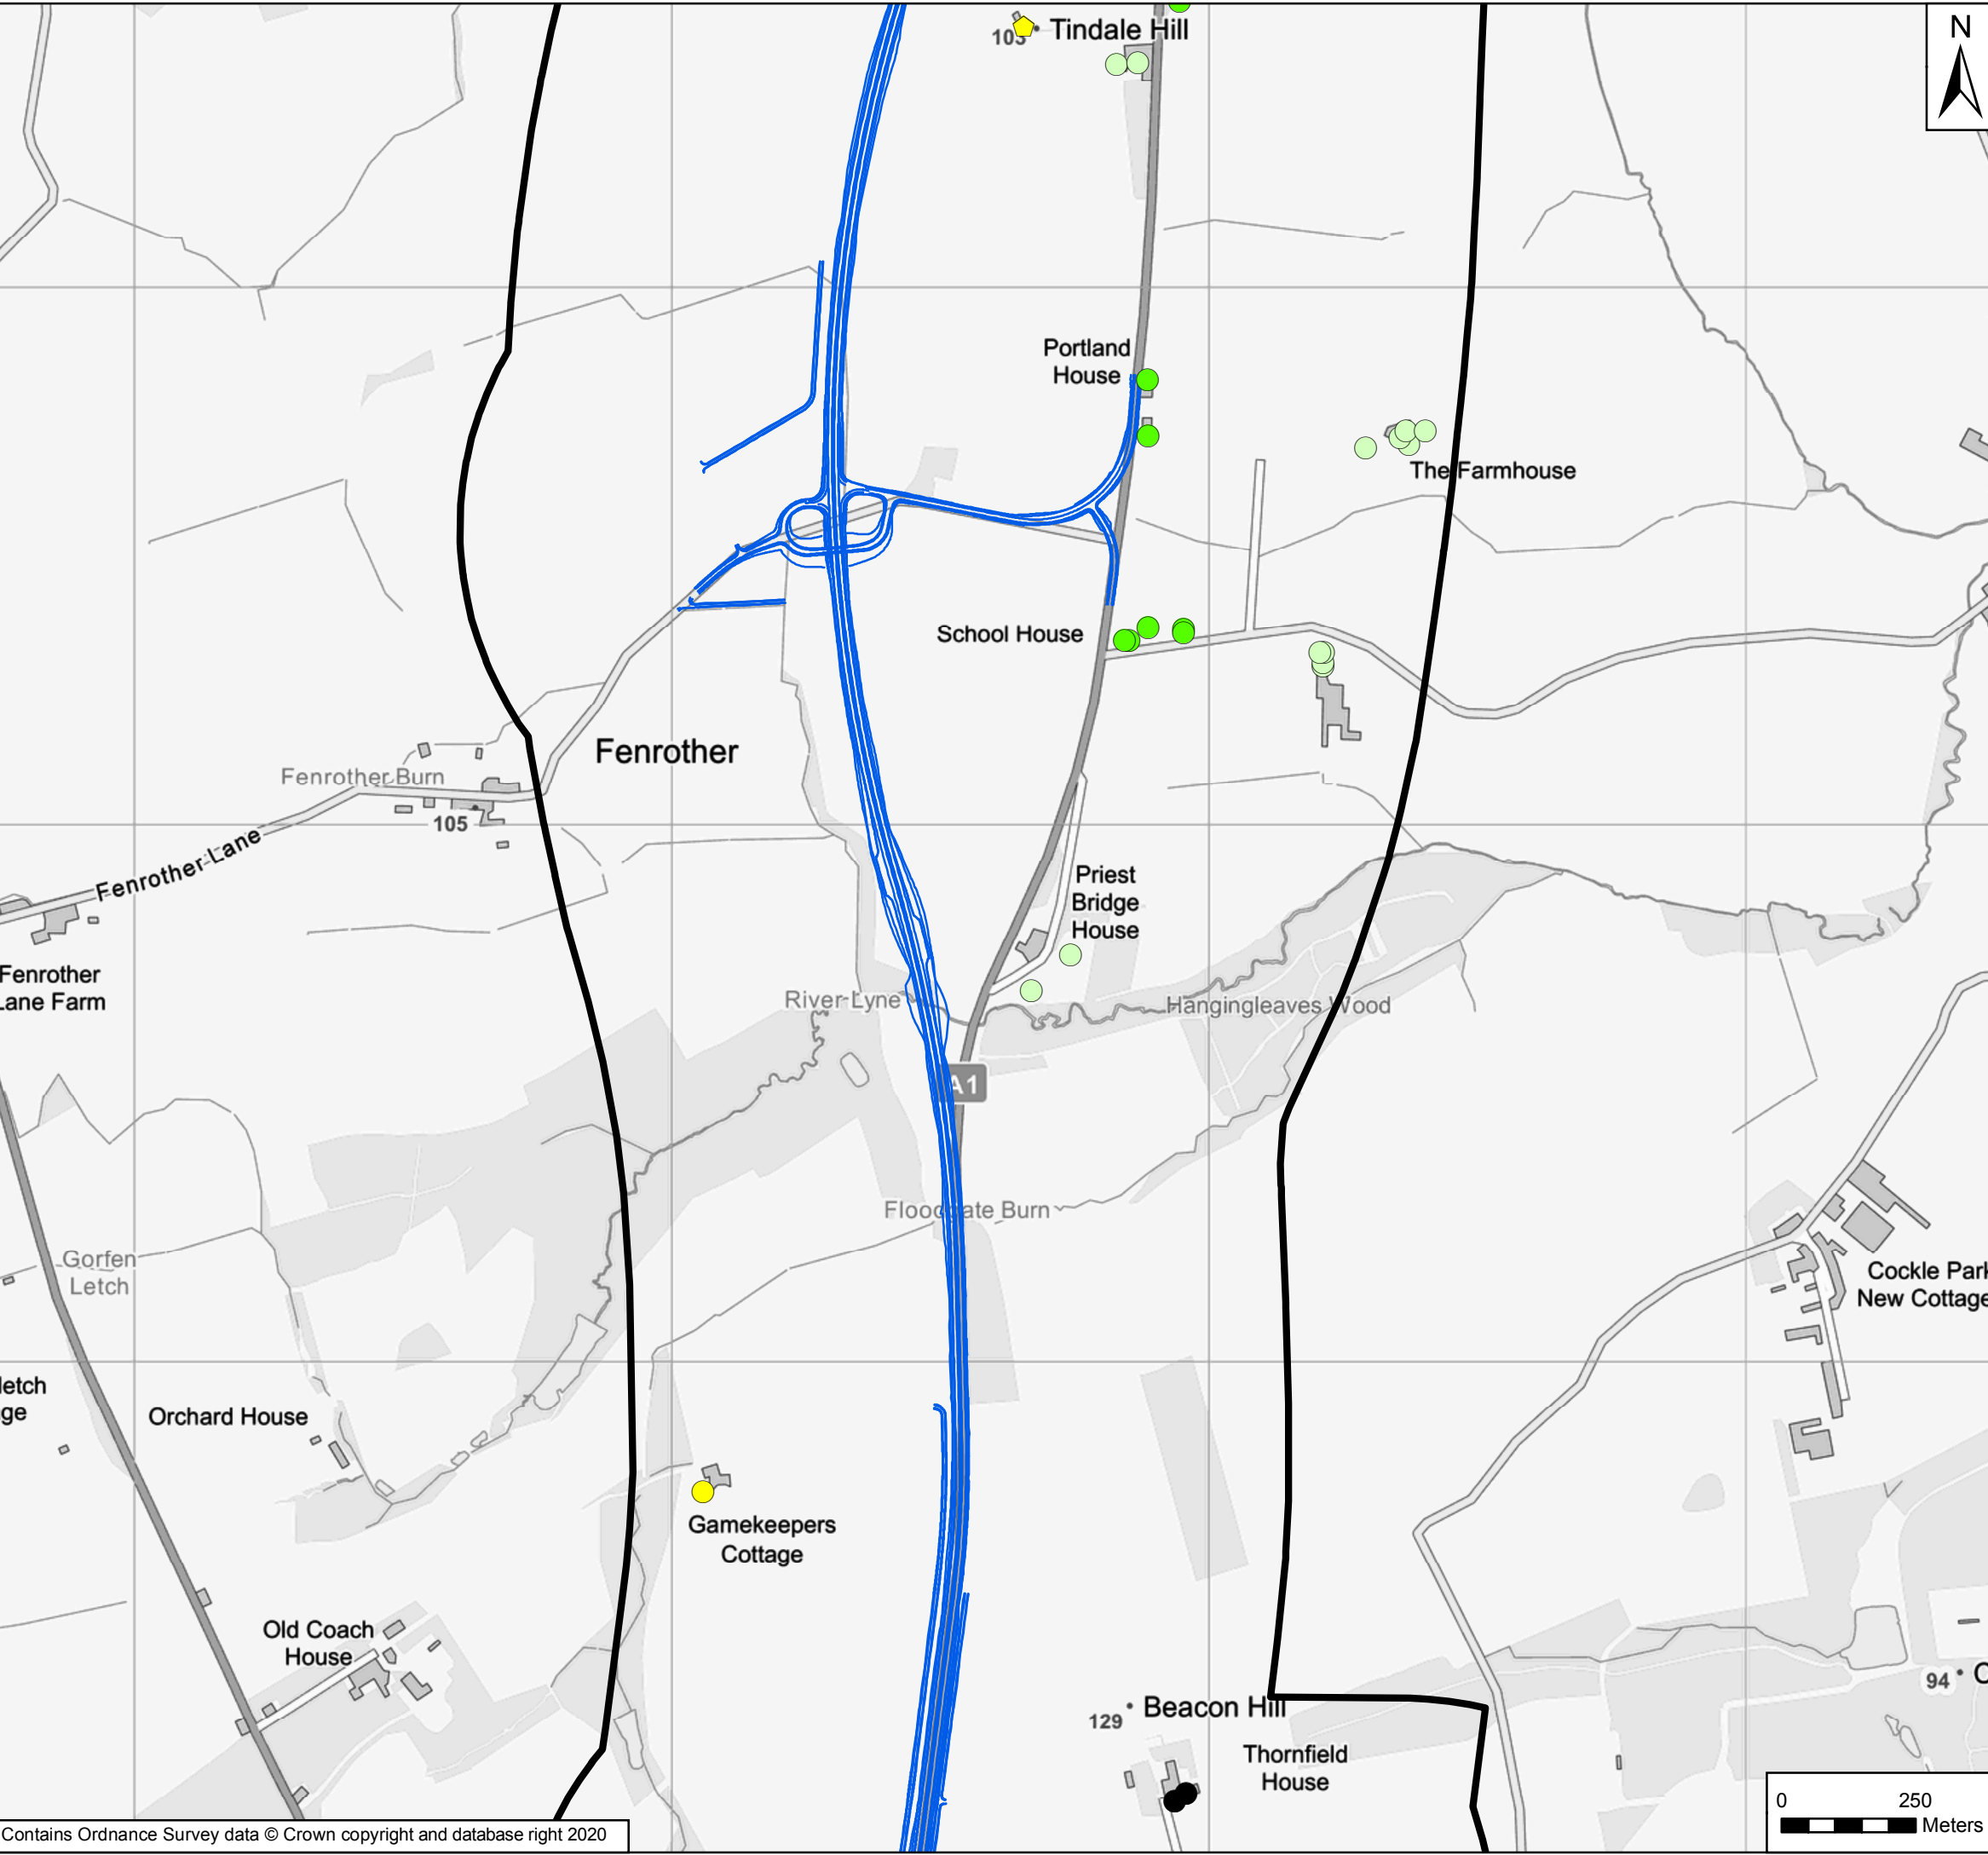 N
103
Tindale Hill
Portland
House
The Farmhouse
School House
Fenrother
Fenrother Burn
105
Fenrother Lane
Priest
Bridge
House
Fenrother
Lane Farm
River Lyne
Hangingleaves Wood
A1
Floodgate Burn
Gorfen
Letch
Cockle Park
New Cottage
letch
ge
Orchard House
Gamekeepers
Cottage
Old Coach
House
94
C
129
Beacon Hill
Thornfield
House
0 250
Meters
Contains Ordnance Survey data © Crown copyright and database right 2020